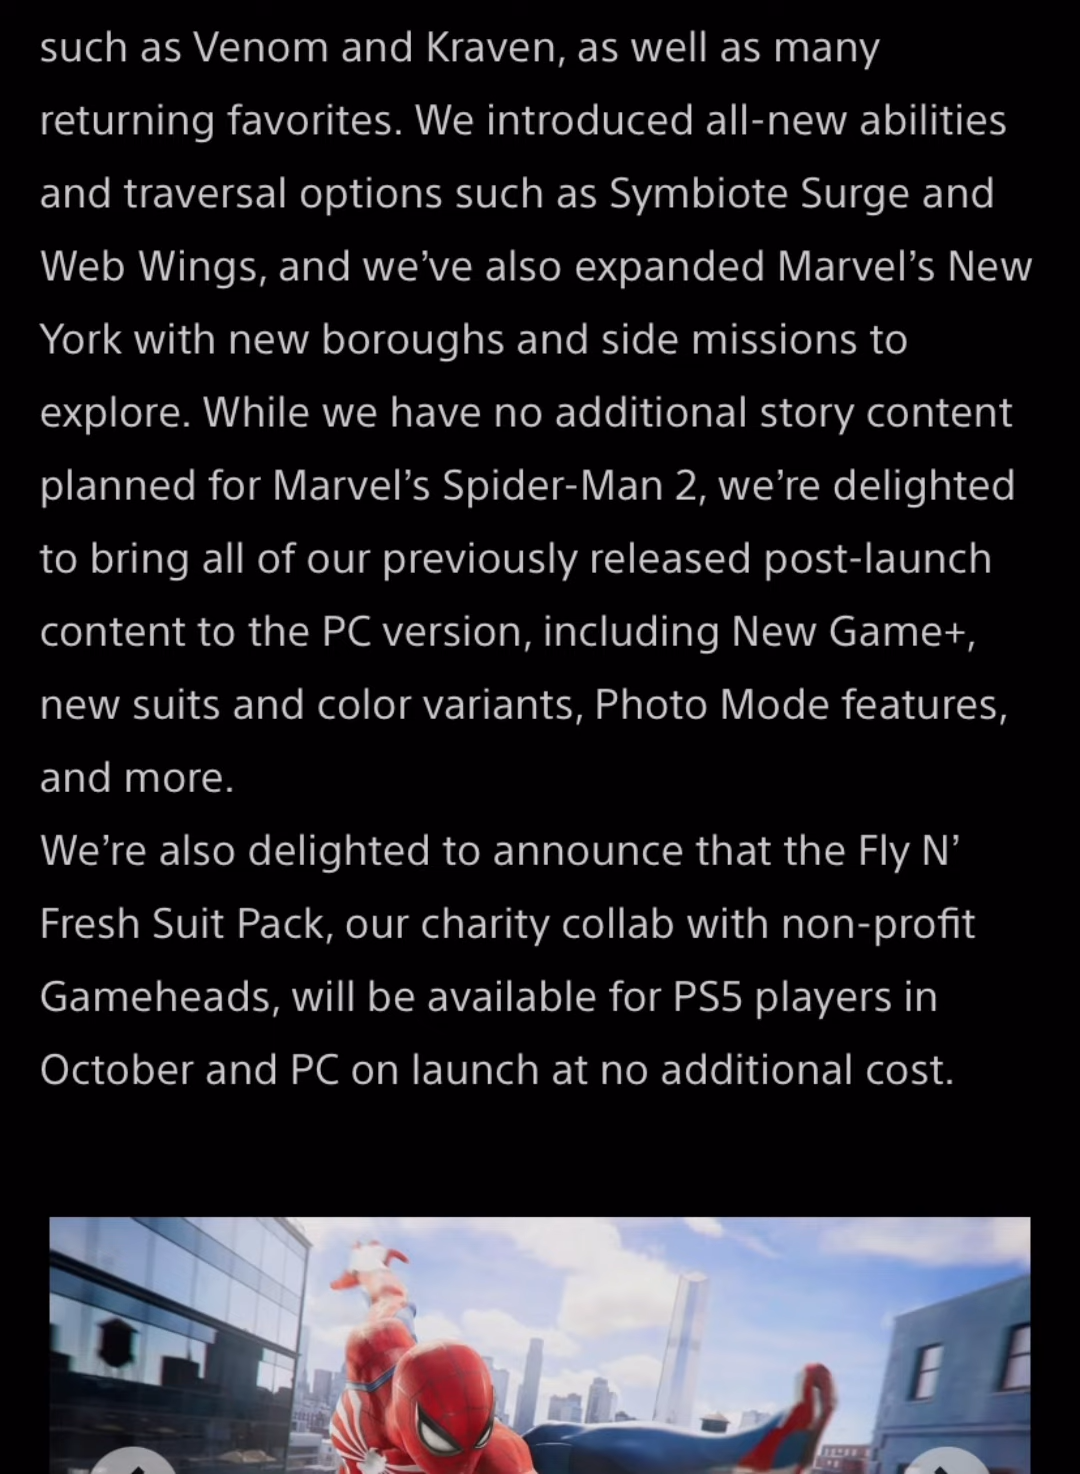 such as Venom and Kraven, as well as many
returning favorites. We introduced all-new abilities
and traversal options such as Symbiote Surge and
Web Wings, and we’ve also expanded Marvel’s New
York with new boroughs and side missions to
explore. While we have no additional story content
planned for Marvel’s Spider-Man 2, we’re delighted
to bring all of our previously released post-launch
content to the PC version, including New Game+,
new suits and color variants, Photo Mode features,
and more.
We’re also delighted to announce that the Fly N’
Fresh Suit Pack, our charity collab with non-profit
Gameheads, will be available for PS5 players in
October and PC on launch at no additional cost.